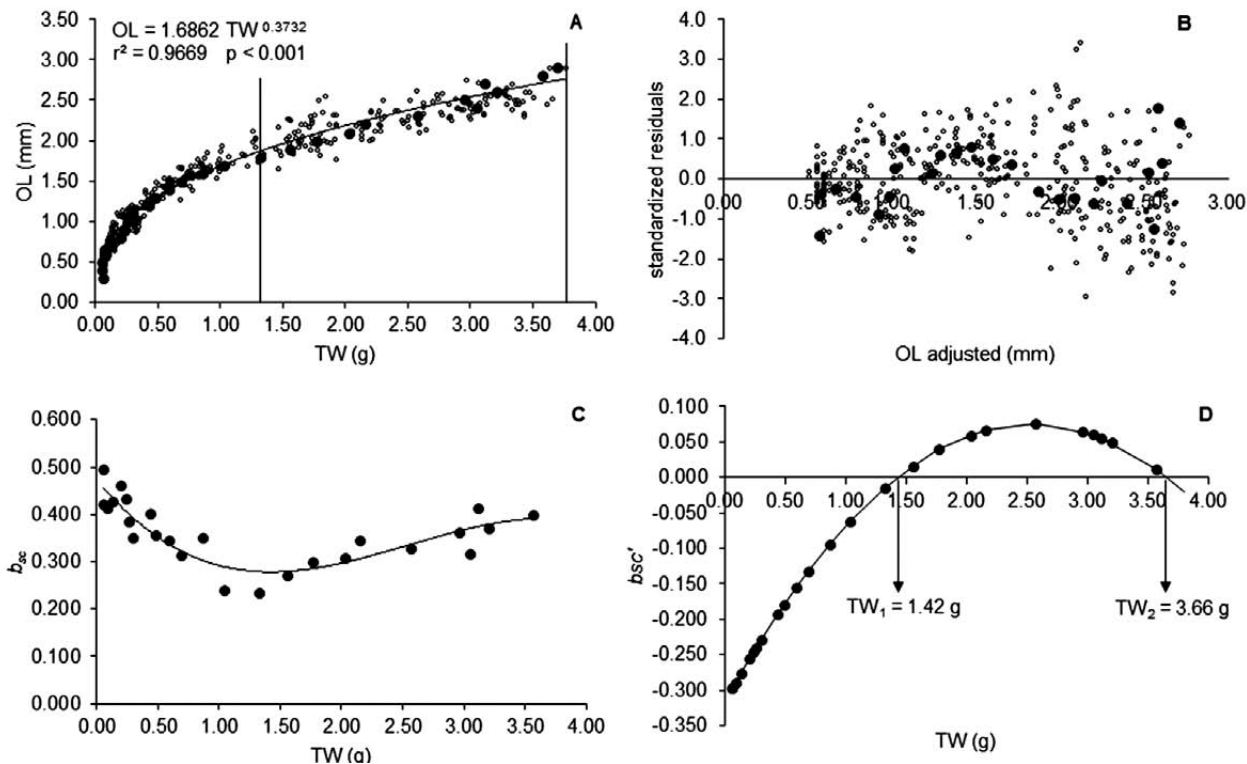 A
OL = 1.6862 TW^0.3732
r² = 0.9669 p < 0.001
3.50
3.00
2.50
2.00
1.50
1.00
0.50
0.00
OL (mm)
0.00 0.50 1.00 1.50 2.00 2.50 3.00 3.50 4.00
TW (g)
B
4.0
3.0
2.0
1.0
0.0
-1.0
-2.0
-3.0
-4.0
standardized residuals
0.00 0.50 1.00 1.50 2.00 2.50 3.00
OL adjusted (mm)
C
0.600
0.500
0.400
0.300
0.200
0.100
0.000
bsc
0.00 0.50 1.00 1.50 2.00 2.50 3.00 3.50 4.00
TW (g)
D
0.100
0.050
0.000
-0.050
-0.100
-0.150
-0.200
-0.250
-0.300
-0.350
bsc'
0.00 0.50 1.00 1.50 2.00 2.50 3.00 3.50 4.00
TW₁ = 1.42 g
TW₂ = 3.66 g
TW (g)